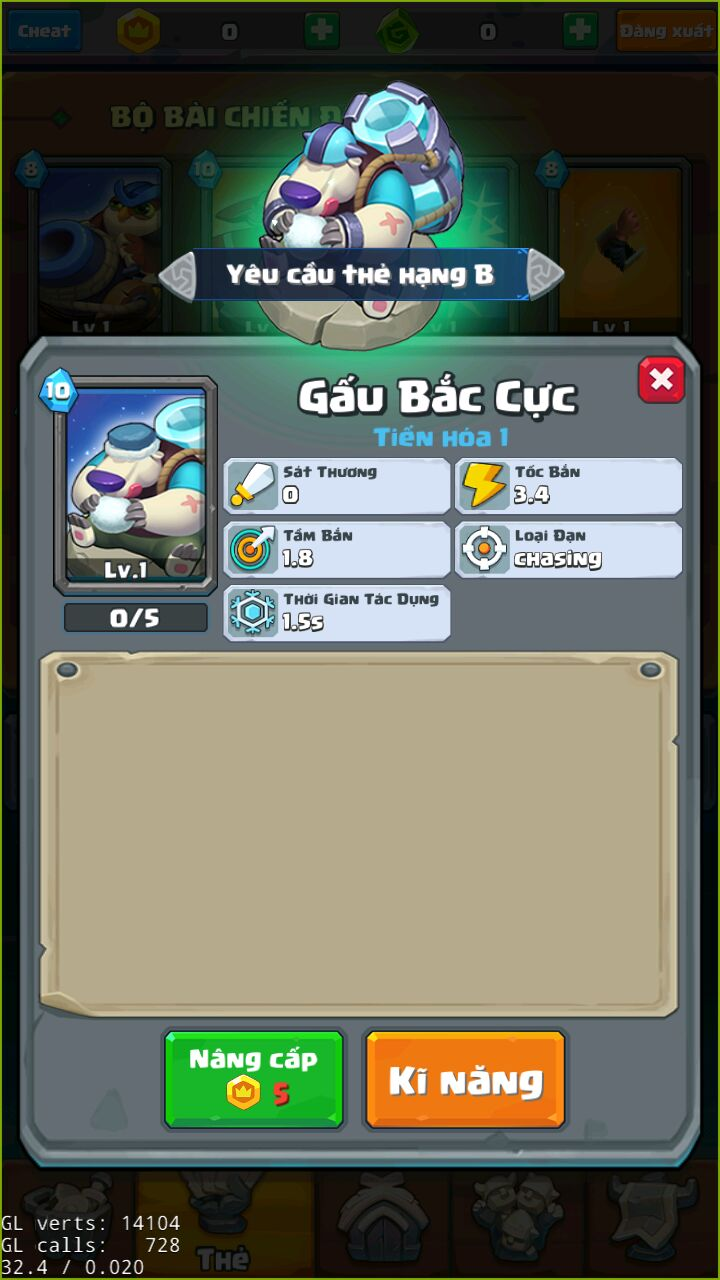 Cheat
0
0
Đăng xuất
BỘ BÀI CHIẾN Đ
8
10
8
Yêu cầu thẻ hạng B
Lv 1
Lv
1
Lv 1
10
Gấu Bắc Cực
Tiến hóa 1
Sát Thương
0
Tốc Bắn
3.4
Tầm Bắn
1.8
Loại Đạn
chasing
Thời Gian Tác Dụng
1.5s
Lv.1
0/5
Nâng cấp
5
Kĩ năng
Thẻ
GL verts: 14104
GL calls: 728
32.4 / 0.020